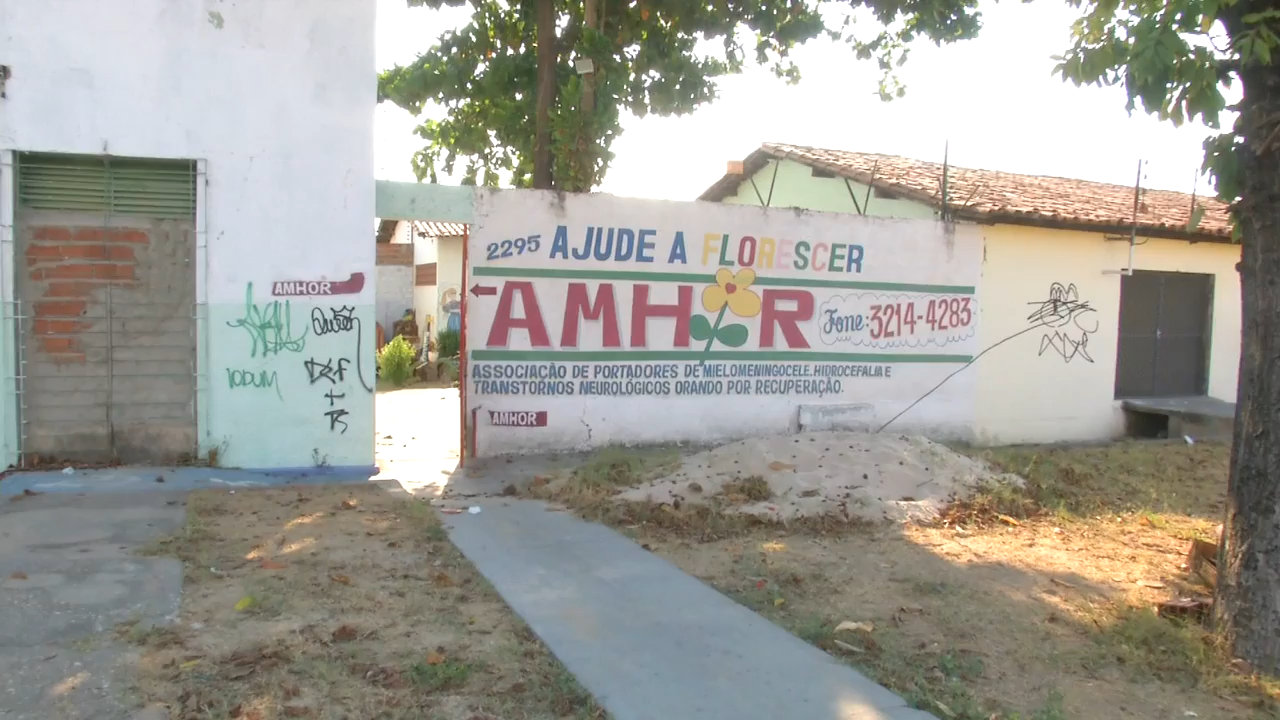 2295 AJUDE A FLORESCER
AMHOR
Fone: 3214-4283
ASSOCIAÇÃO DE PORTADORES DE MIELOMENINGOCELE, HIDROCEFALIA E
TRANSTORNOS NEUROLÓGICOS ORANDO POR RECUPERAÇÃO.
AMHOR
AMHOR